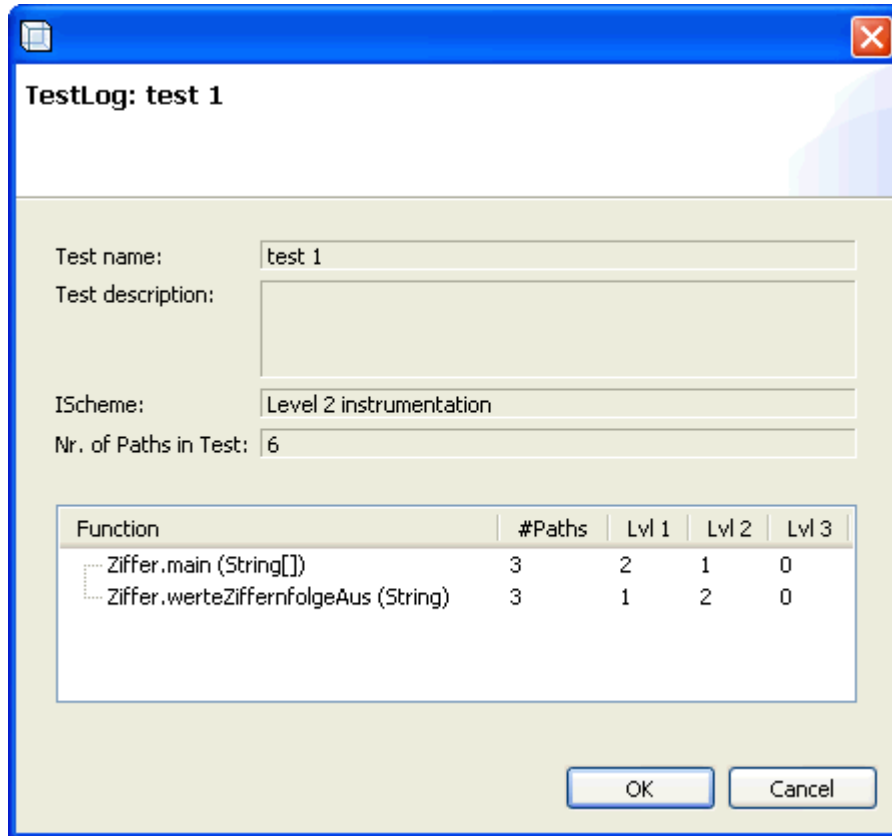 TestLog: test 1
Test name: test 1
Test description:
IScheme: Level 2 instrumentation
Nr. of Paths in Test: 6
Function #Paths Lvl 1 Lvl 2 Lvl 3
Ziffer.main (String[]) 3 2 1 0
Ziffer.werteZiffernfolgeAus (String) 3 1 2 0
OK Cancel